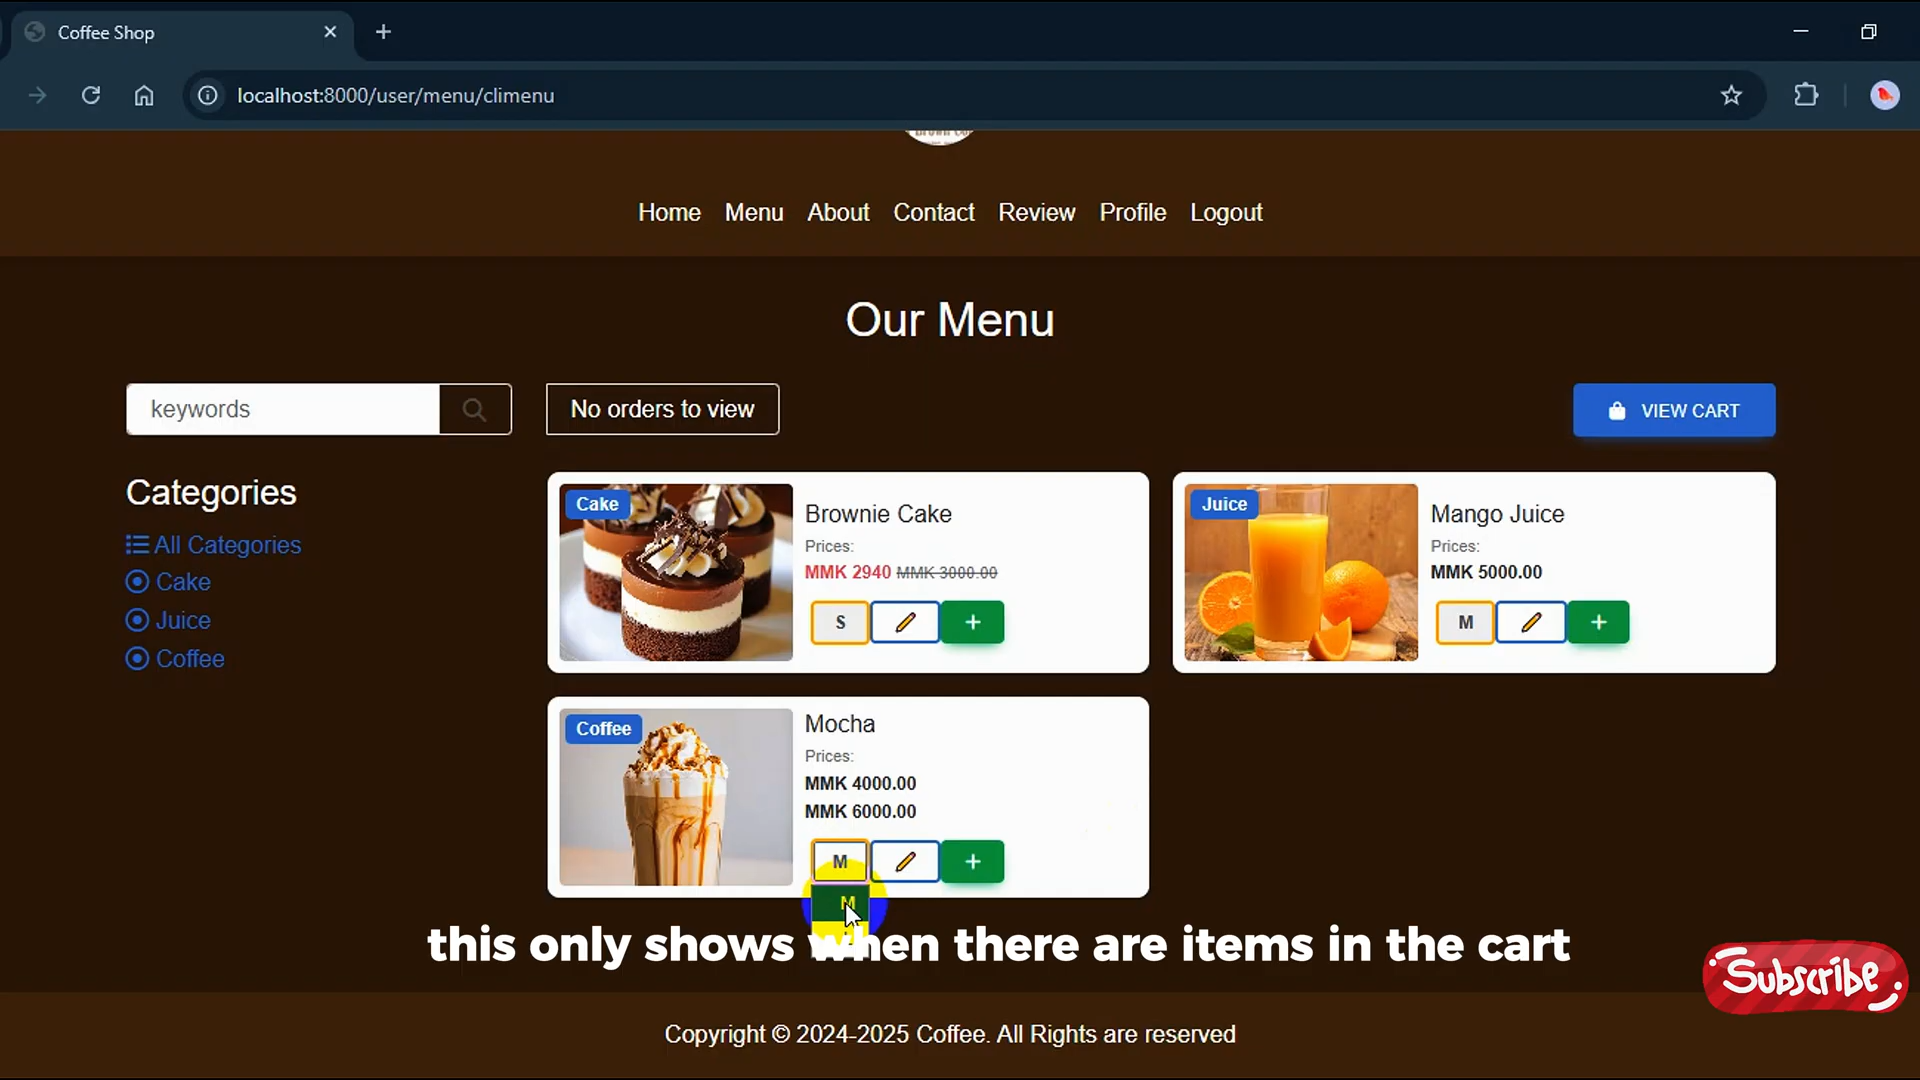 Coffee Shop
localhost:8000/user/menu/climenu
Home Menu About Contact Review Profile Logout
Our Menu
keywords
No orders to view
VIEW CART
Categories
All Categories
Cake
Juice
Coffee
Cake
Brownie Cake
Prices:
MMK 2940 MMK 3000.00
S
Juice
Mango Juice
Prices:
MMK 5000.00
M
Coffee
Mocha
Prices:
MMK 4000.00
MMK 6000.00
M
M
this only shows when there are items in the cart
Subscribe
Copyright © 2024-2025 Coffee. All Rights are reserved